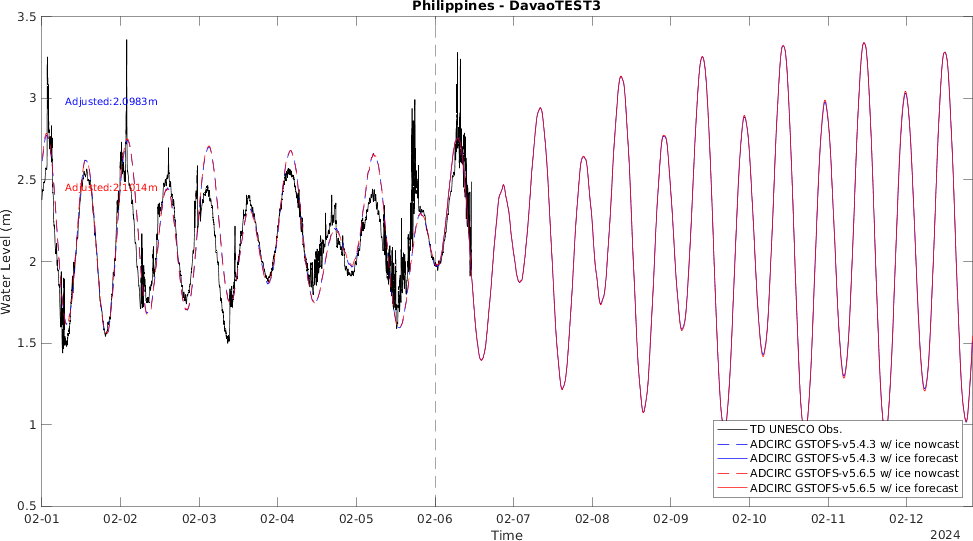 Philippines - DavaoTEST3
3.5
3
2.5
2
1.5
1
0.5
Water Level (m)
Adjusted:2.0983m
Adjusted:2.1014m
TD UNESCO Obs.
ADCIRC GSTOFS-v5.4.3 w/ ice nowcast
ADCIRC GSTOFS-v5.4.3 w/ ice forecast
ADCIRC GSTOFS-v5.6.5 w/ ice nowcast
ADCIRC GSTOFS-v5.6.5 w/ ice forecast
02-01 02-02 02-03 02-04 02-05 02-06 02-07 02-08 02-09 02-10 02-11 02-12
Time
2024